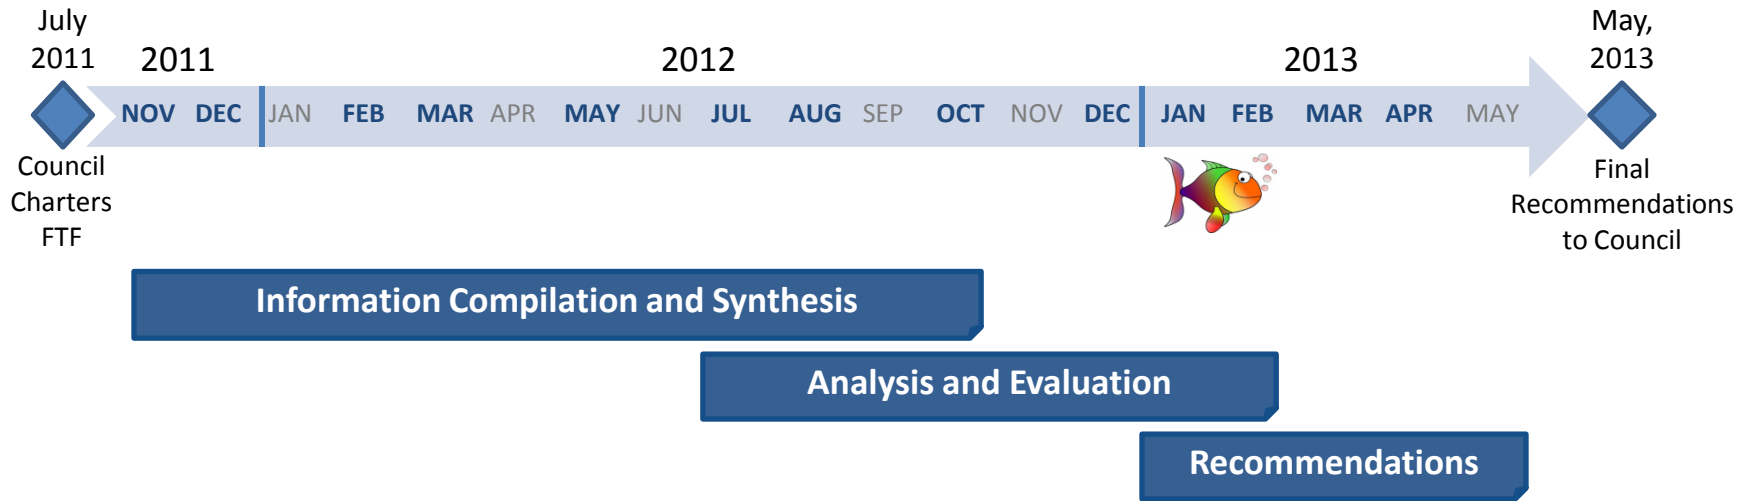 July
2011
2011
2012
2013
May,
2013
NOV DEC JAN FEB MAR APR MAY JUN JUL AUG SEP OCT NOV DEC JAN FEB MAR APR MAY
Council
Charters
FTF
Final
Recommendations
to Council
Information Compilation and Synthesis
Analysis and Evaluation
Recommendations